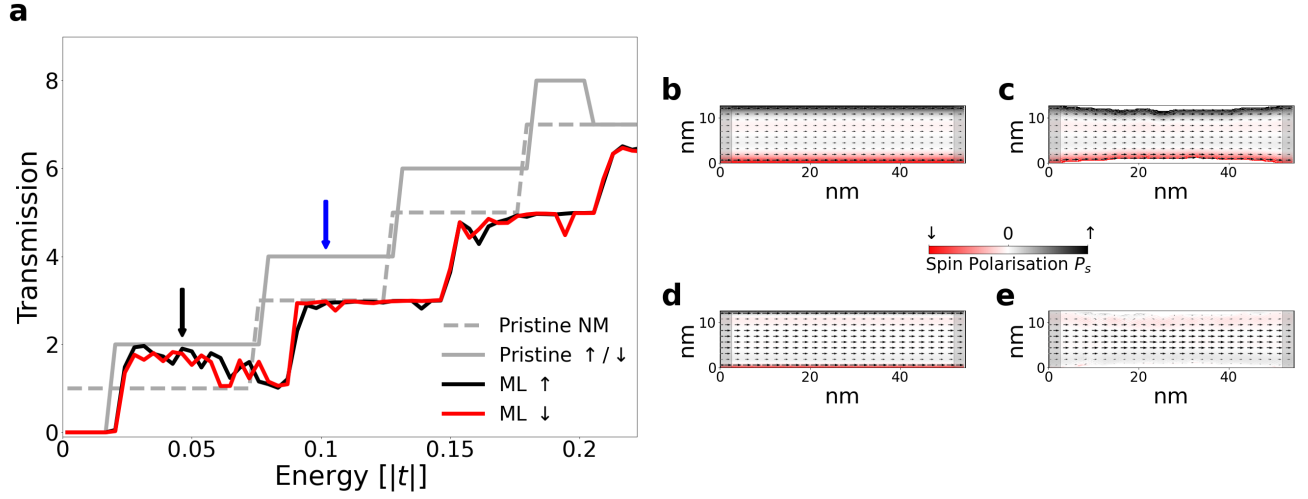 a
Transmission
8
6
4
2
0
0
0.05
0.1
0.15
0.2
Energy [|t|]
Pristine NM
Pristine ↑/↓
ML ↑
ML ↓
b
nm
10
0
0
20
40
nm
c
nm
10
0
0
20
40
nm
↓
0
↑
Spin Polarisation Pₛ
d
nm
10
0
0
20
40
nm
e
nm
10
0
0
20
40
nm